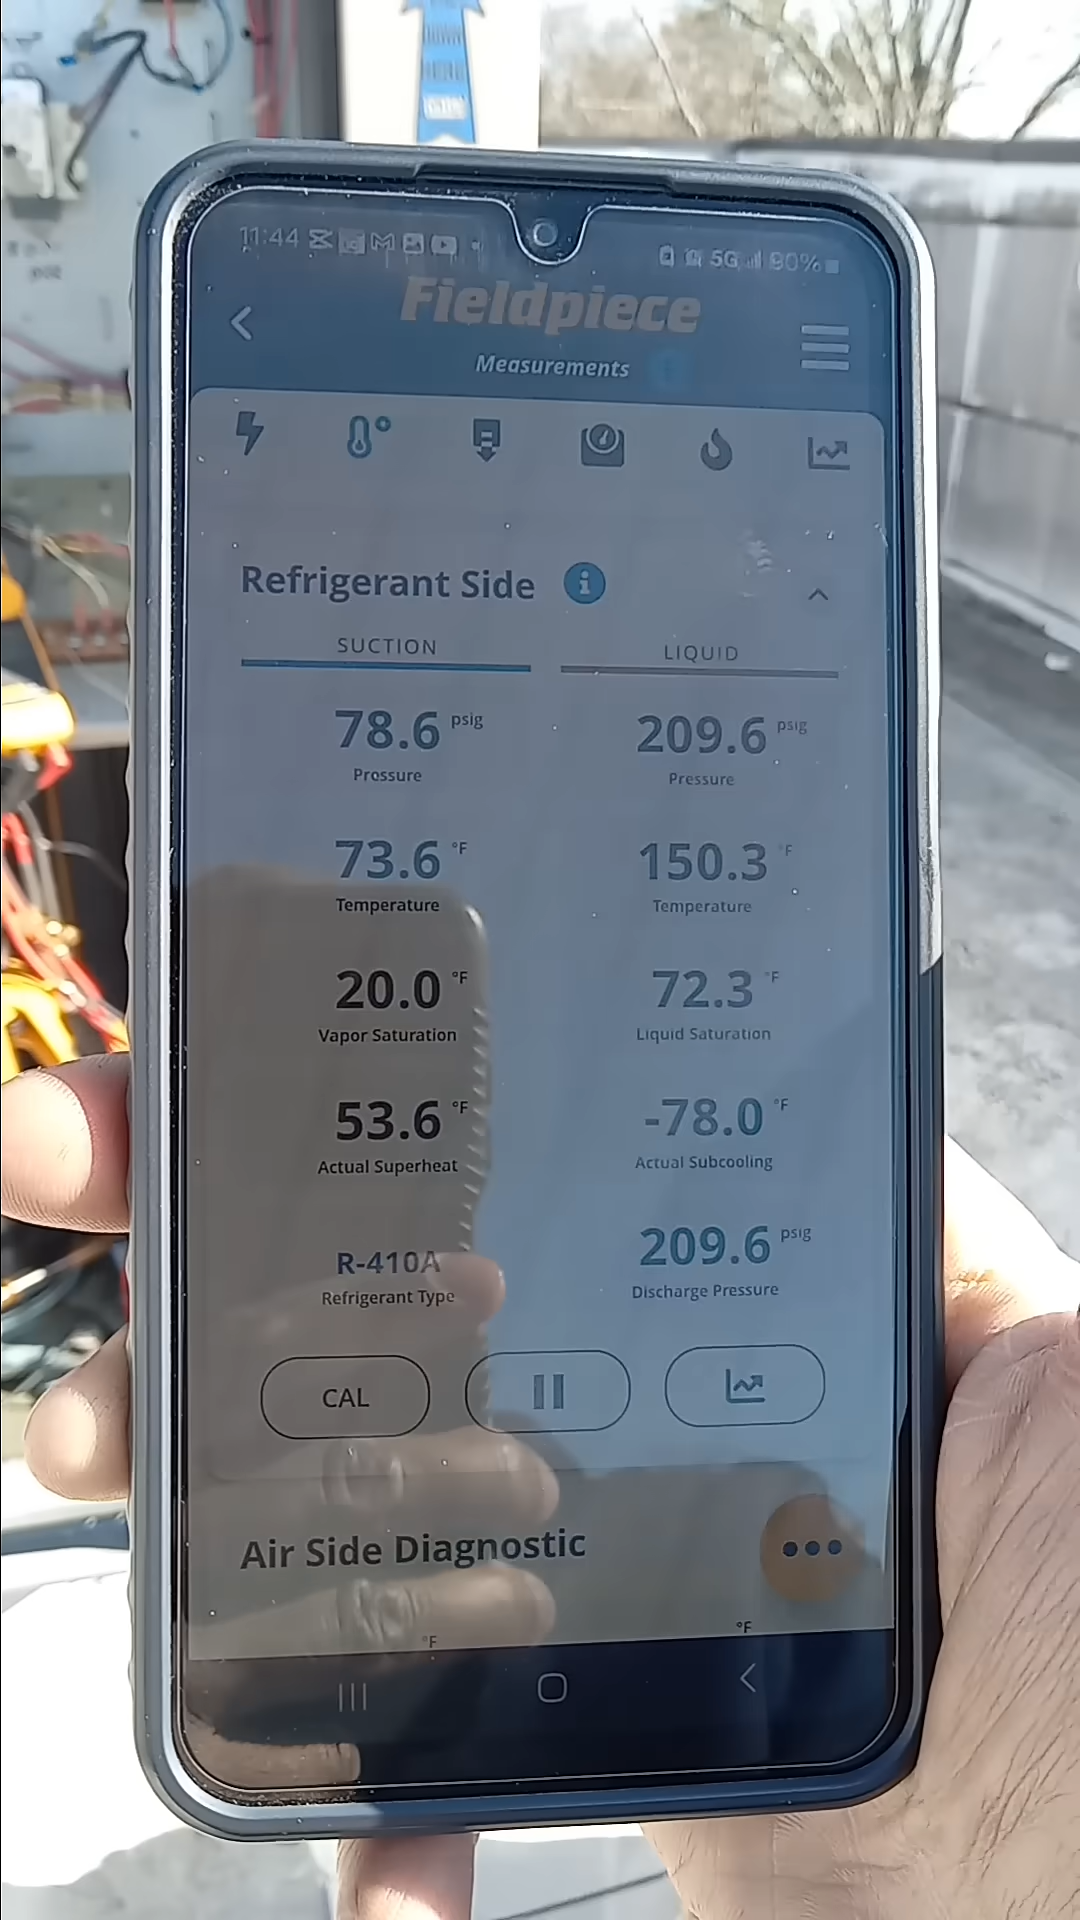 DOWN
HERE
11:44 5G 90%
Fieldpiece
Measurements
Refrigerant Side
SUCTION LIQUID
78.6 psig 209.6 psig
Pressure Pressure
73.6 °F 150.3 °F
Temperature Temperature
20.0 °F 72.3 °F
Vapor Saturation Liquid Saturation
53.6 °F -78.0 °F
Actual Superheat Actual Subcooling
R-410A 209.6 psig
Refrigerant Type Discharge Pressure
CAL
Air Side Diagnostic
°F °F